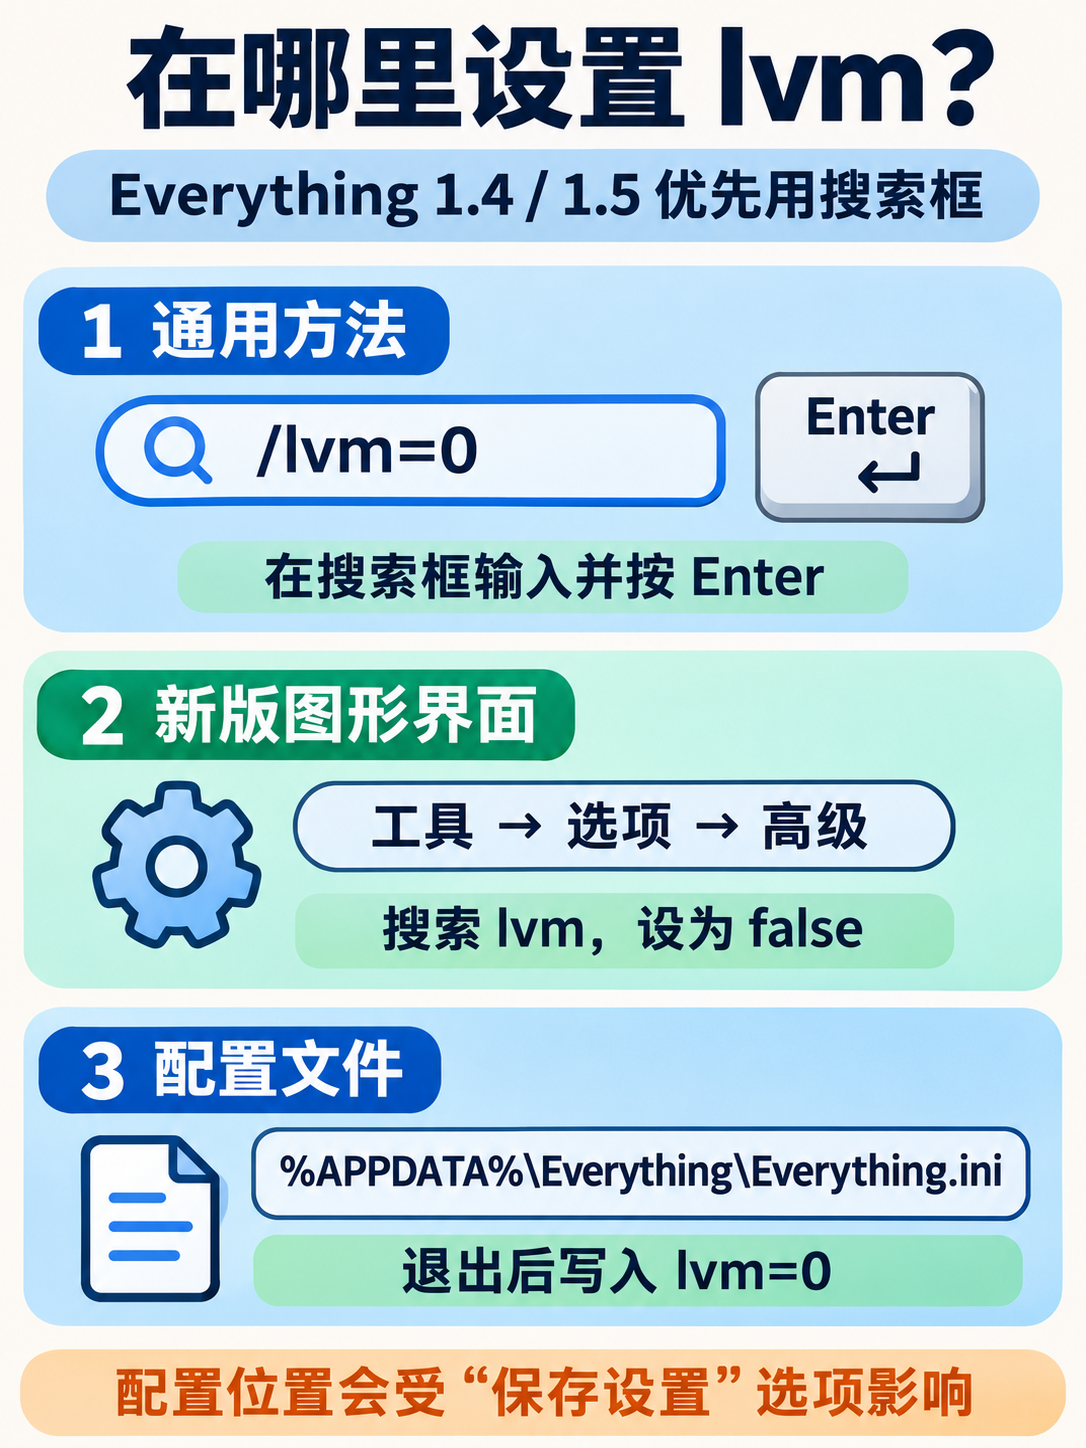 在哪里设置 lvm？
Everything 1.4 / 1.5 优先用搜索框
1 通用方法
/lvm=0
Enter
在搜索框输入并按 Enter
2 新版图形界面
工具 → 选项 → 高级
搜索 lvm，设为 false
3 配置文件
%APPDATA%\Everything\Everything.ini
退出后写入 lvm=0
配置位置会受“保存设置”选项影响